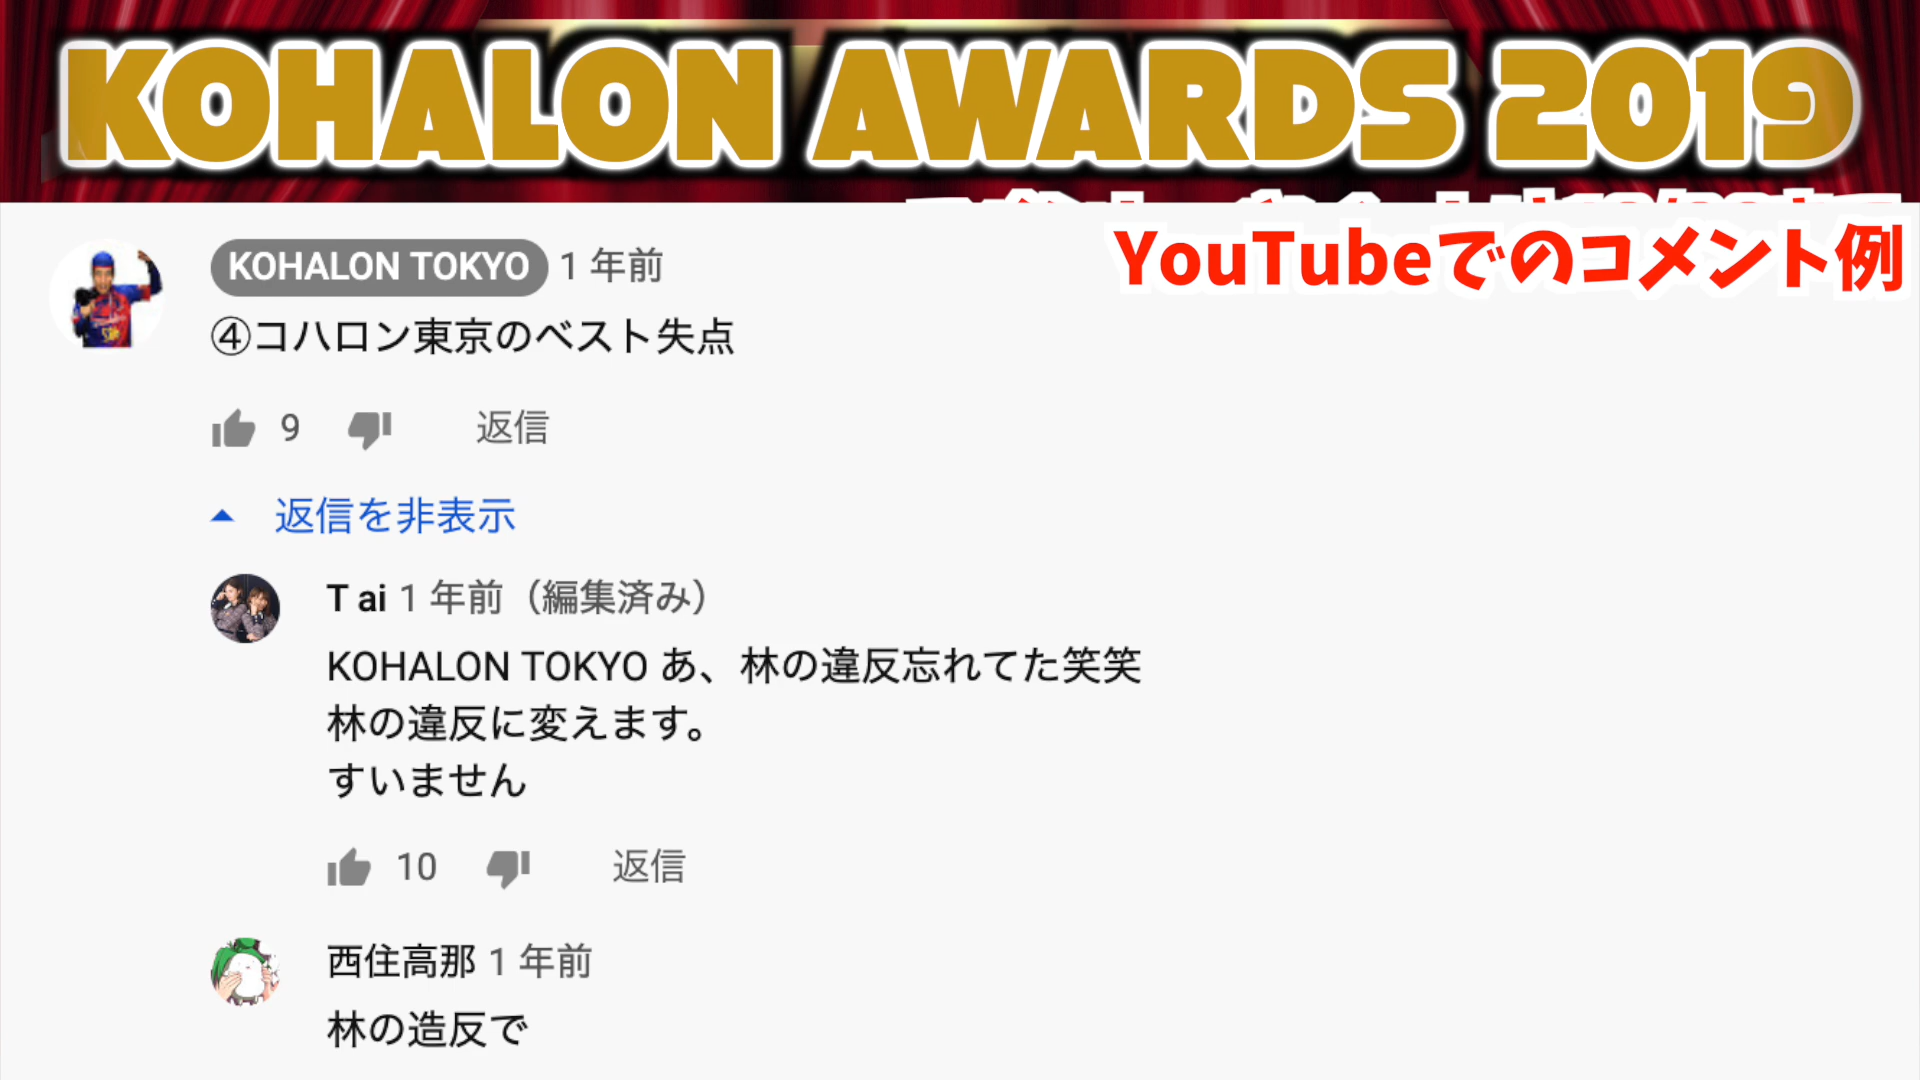 KOHALON AWARDS 2019
YouTubeでのコメント例
KOHALON TOKYO 1 年前
④コハロン東京のベスト失点
9 返信
返信を非表示
T ai 1 年前（編集済み）
KOHALON TOKYO あ、林の違反忘れてた笑笑
林の違反に変えます。
すいません
10 返信
西住高那 1 年前
林の造反で